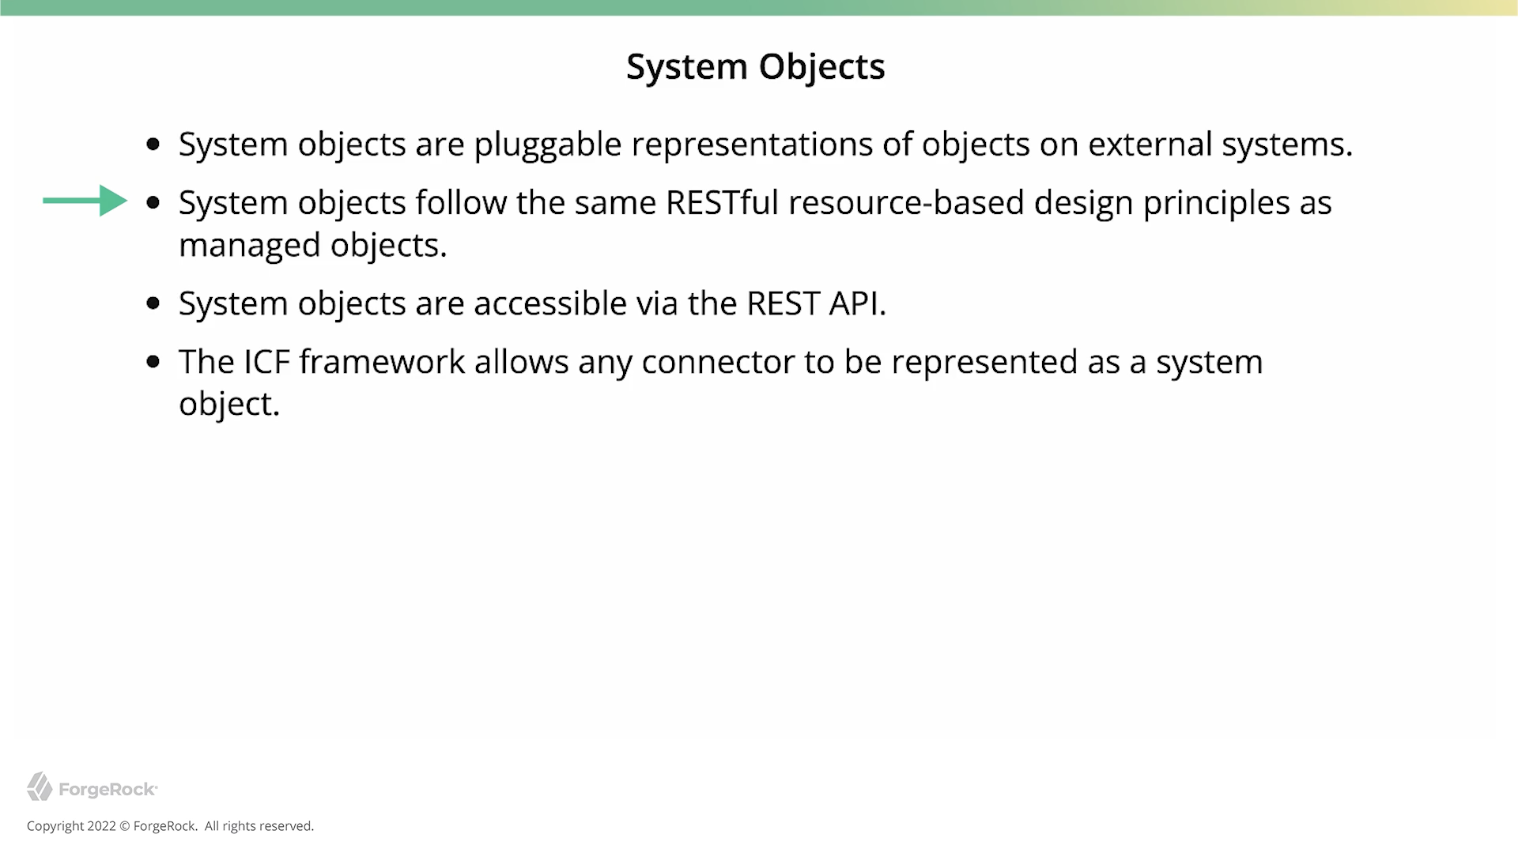 System Objects
• System objects are pluggable representations of objects on external systems.
• System objects follow the same RESTful resource-based design principles as
managed objects.
• System objects are accessible via the REST API.
• The ICF framework allows any connector to be represented as a system
object.
ForgeRock
Copyright 2022 © ForgeRock. All rights reserved.